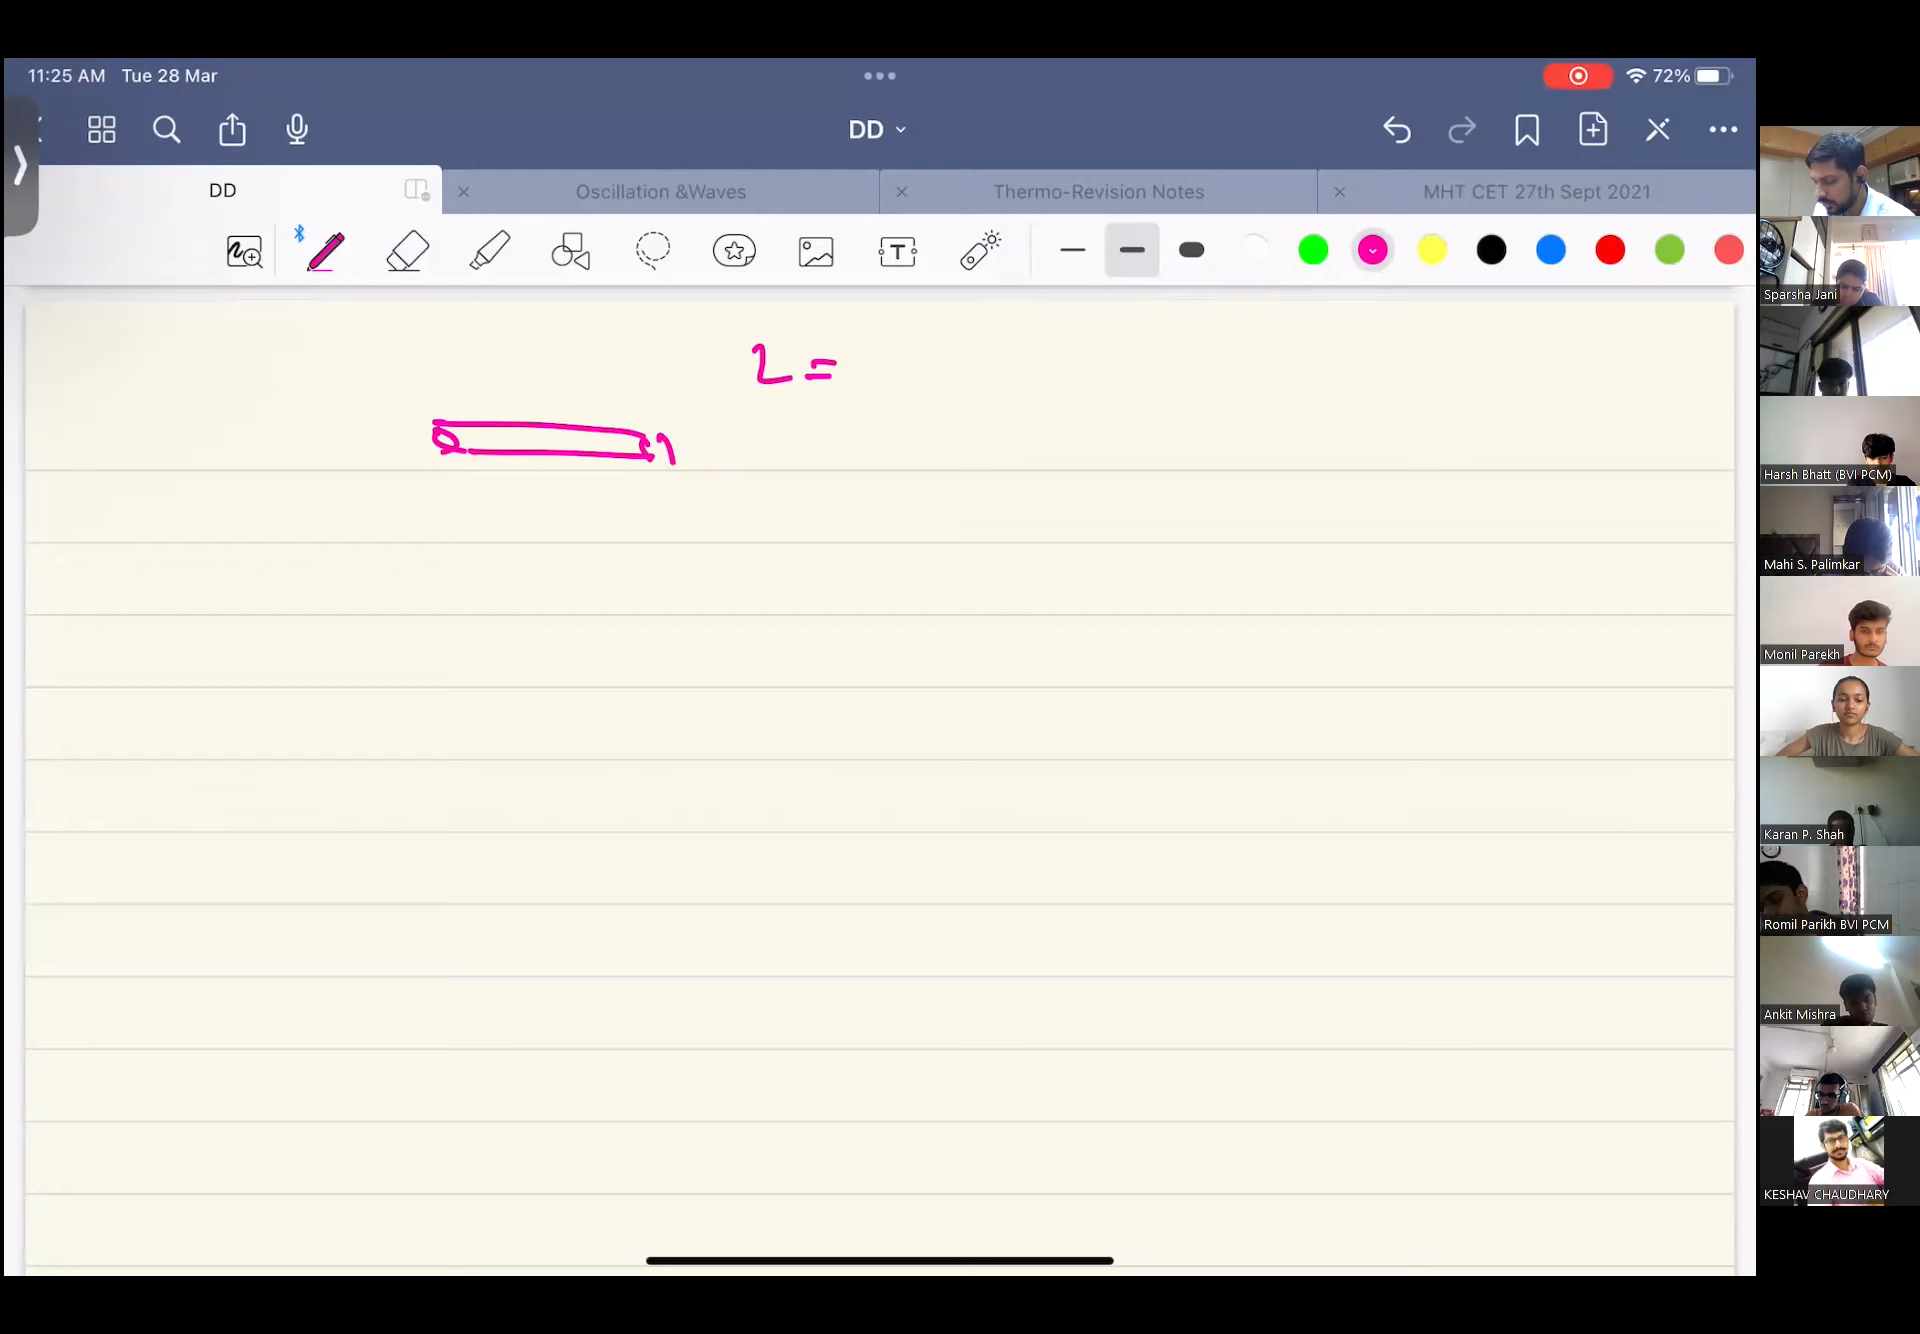 11:25 AM Tue 28 Mar
72%
DD
DD
Oscillation &Waves
Thermo-Revision Notes
MHT CET 27th Sept 2021
T
L =
Sparsha Jani
Harsh Bhatt (BVI PCM)
Mahi S. Palimkar
Monil Parekh
Karan P. Shah
Romil Parikh BVI PCM
Ankit Mishra
KESHAV CHAUDHARY